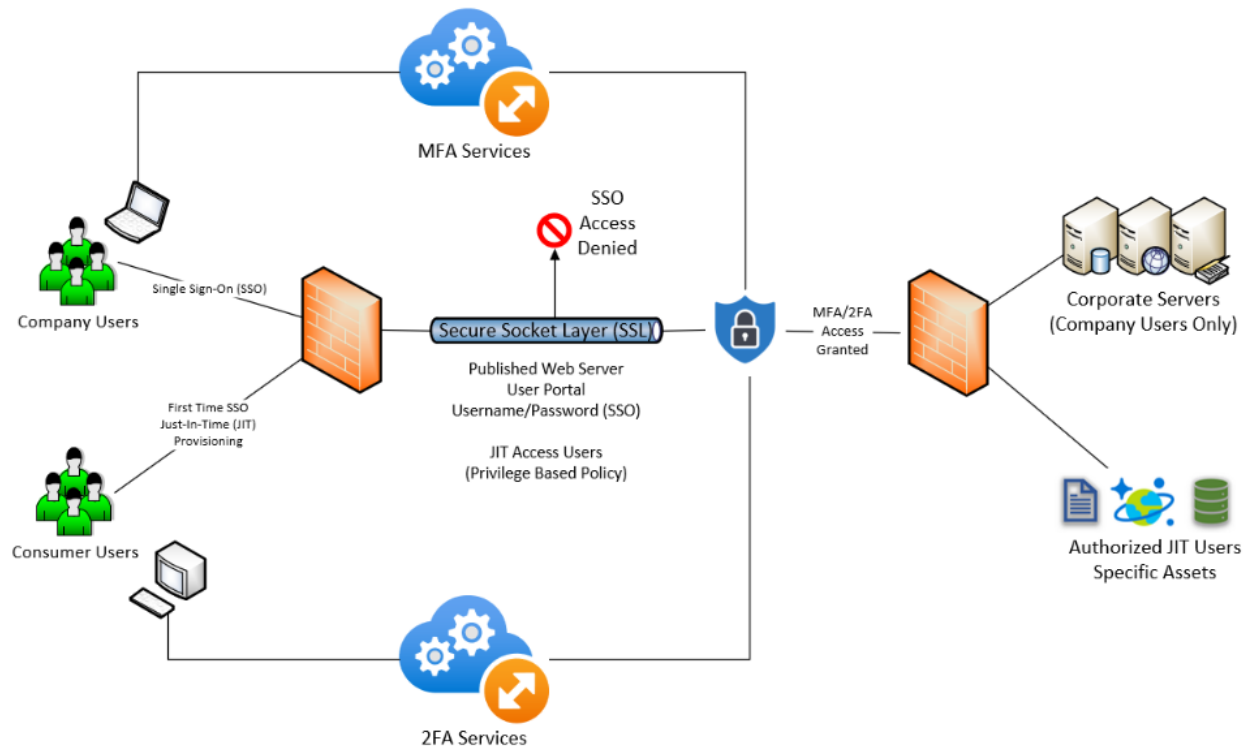 MFA Services
SSO
Access
Denied
Single Sign-On (SSO)
Company Users
Secure Socket Layer (SSL)
MFA/2FA
Access
Granted
Corporate Servers
(Company Users Only)
Published Web Server
User Portal
Username/Password (SSO)
JIT Access Users
(Privilege Based Policy)
First Time SSO
Just-In-Time (JIT)
Provisioning
Consumer Users
Authorized JIT Users
Specific Assets
2FA Services